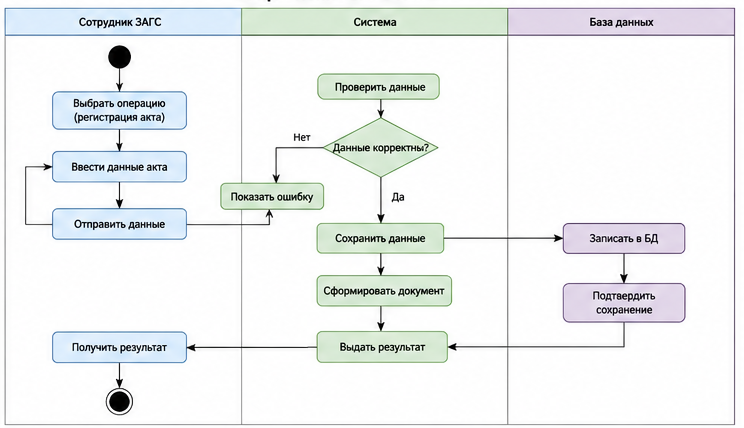 Сотрудник ЗАГС
Система
База данных
Выбрать операцию
(регистрация акта)
Ввести данные акта
Отправить данные
Получить результат
Проверить данные
Данные корректны?
Нет
Показать ошибку
Да
Сохранить данные
Сформировать документ
Выдать результат
Записать в БД
Подтвердить
сохранение